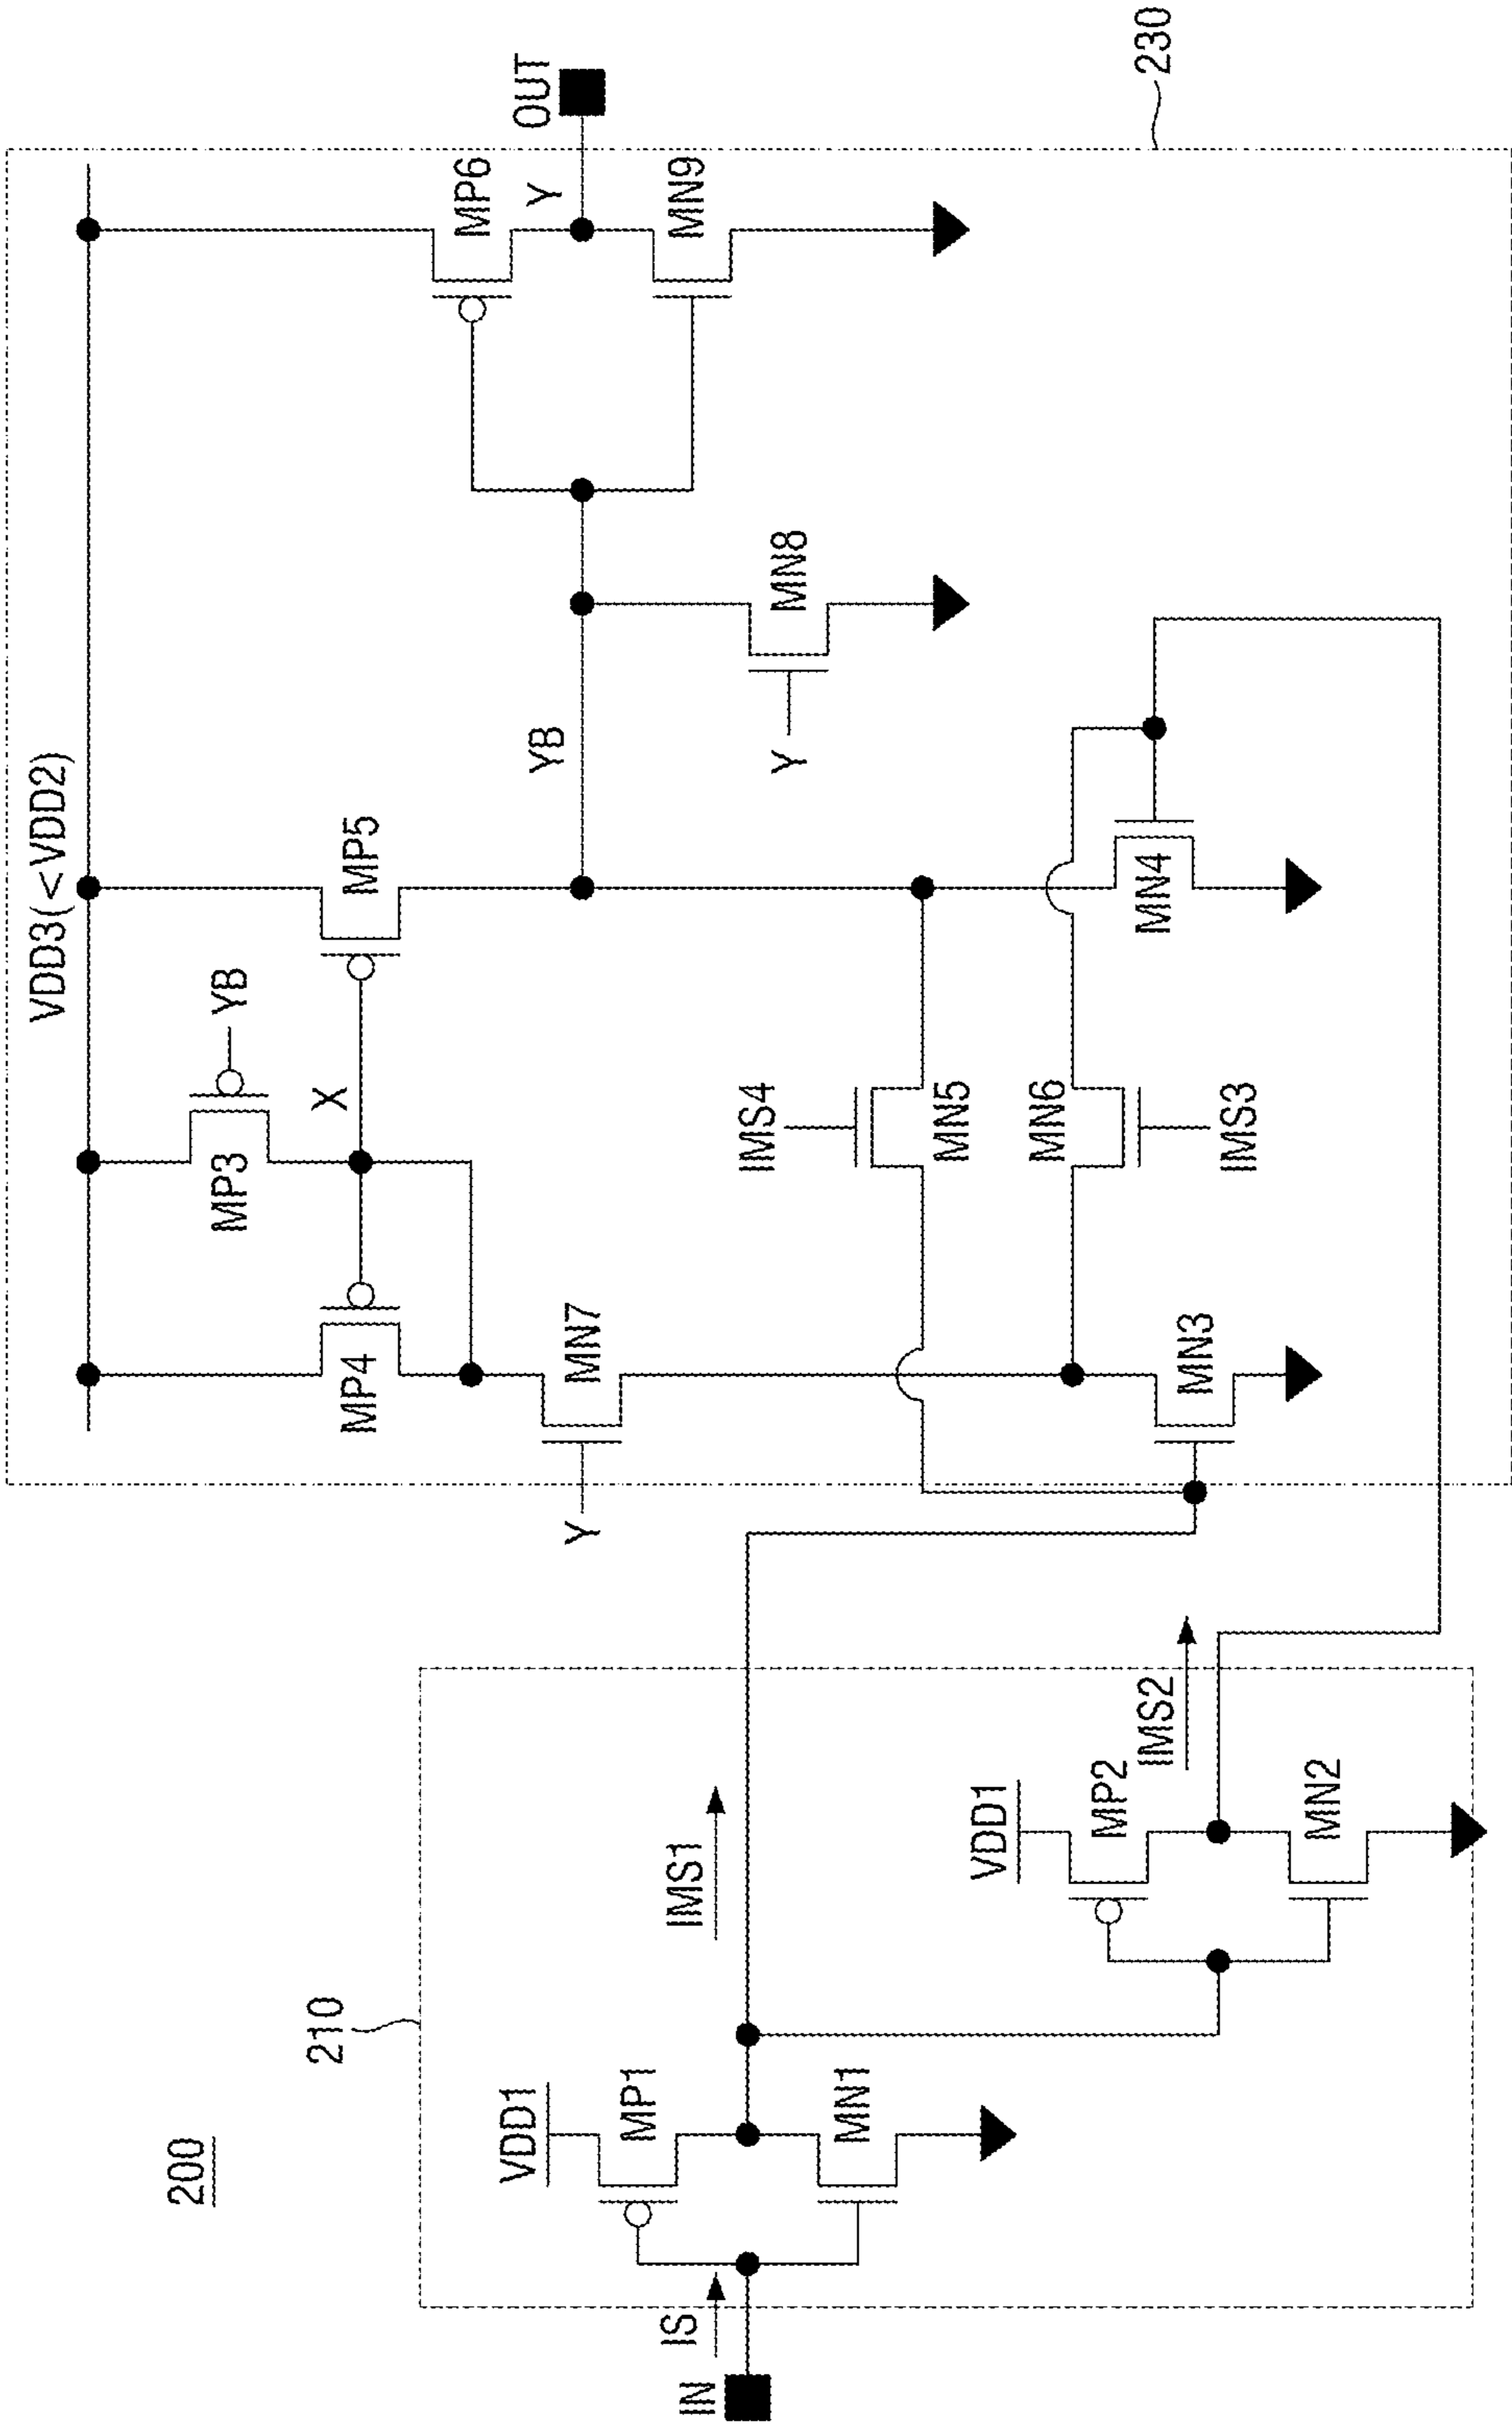 200
IN
IS
210
VDD1
MP1
MN1
IMS1
VDD1
MP2
MN2
IMS2
VDD3(<VDD2)
MP4
MP3
YB
X
MP5
MN7
Y
YB
IMS4
MN5
MN6
IMS3
MN3
MN4
MN8
Y
MP6
Y
MN9
OUT
230